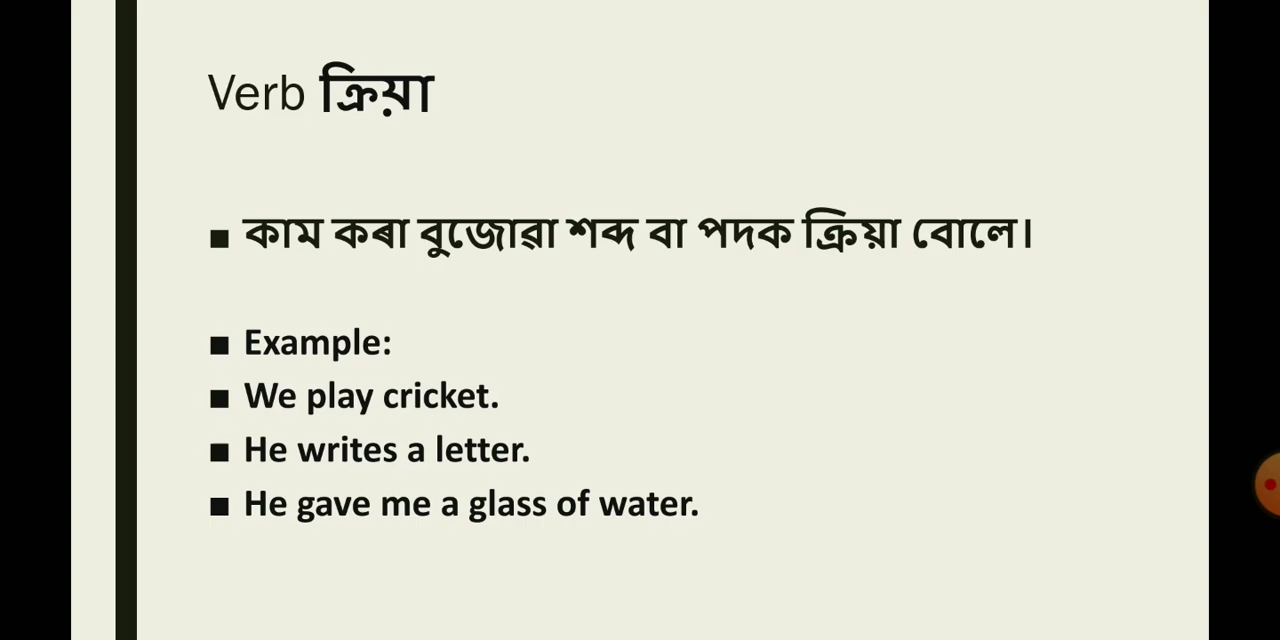 Verb ক্ৰিয়া
কাম কৰা বুজোৱা শব্দ বা পদক ক্ৰিয়া বোলে।
Example:
We play cricket.
He writes a letter.
He gave me a glass of water.